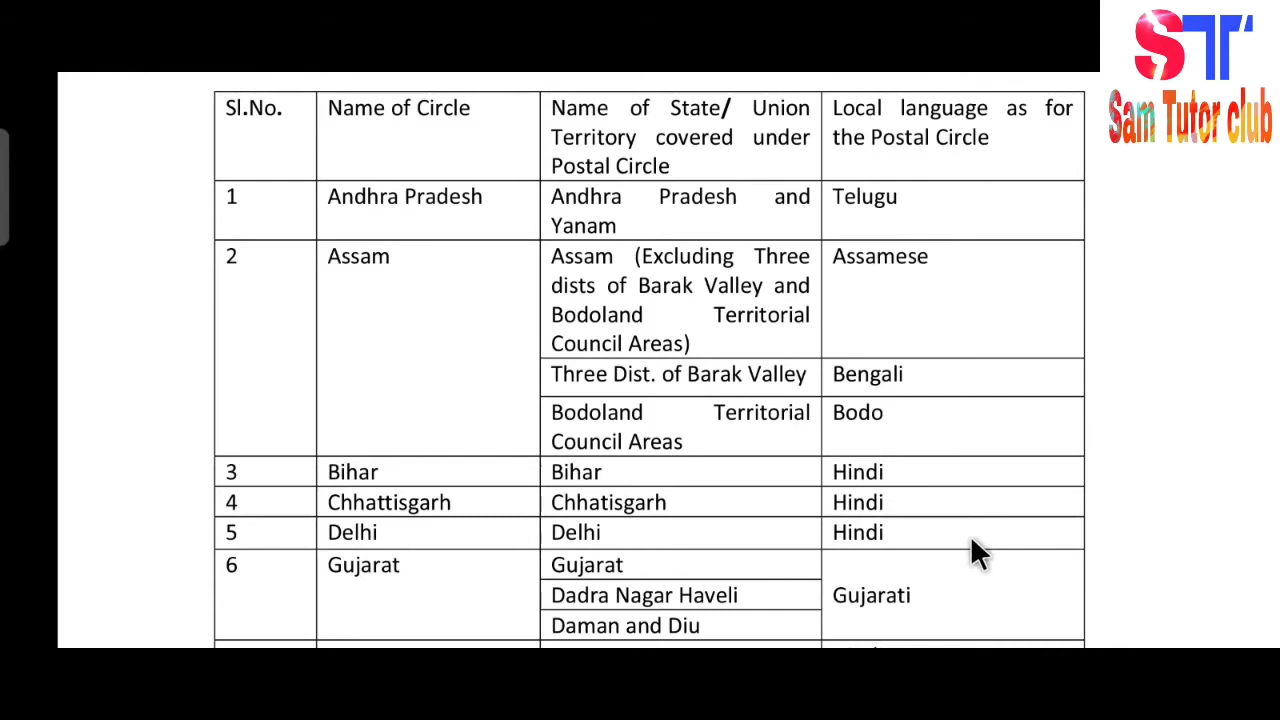 ST
Sam Tutor club
Sl.No.
Name of Circle
Name of State/ Union
Territory covered under
Postal Circle
Local language as for
the Postal Circle
1
Andhra Pradesh
Andhra Pradesh and
Yanam
Telugu
2
Assam
Assam (Excluding Three
dists of Barak Valley and
Bodoland Territorial
Council Areas)
Assamese
Three Dist. of Barak Valley
Bengali
Bodoland Territorial
Council Areas
Bodo
3
Bihar
Bihar
Hindi
4
Chhattisgarh
Chhatisgarh
Hindi
5
Delhi
Delhi
Hindi
6
Gujarat
Gujarat
Dadra Nagar Haveli
Daman and Diu
Gujarati